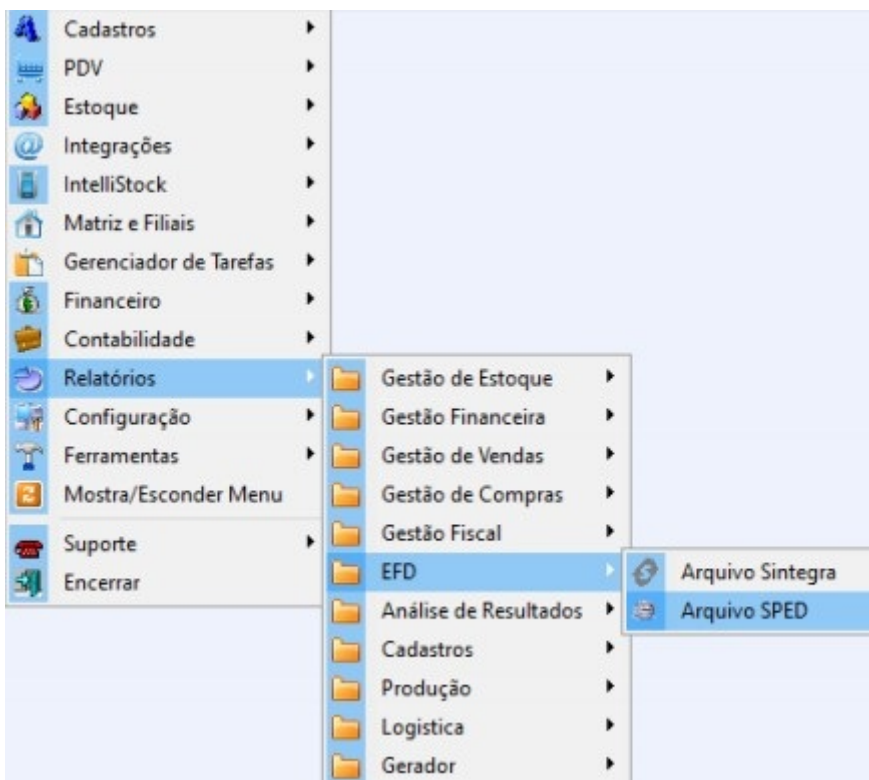 Cadastros
PDV
Estoque
Integrações
IntelliStock
Matriz e Filiais
Gerenciador de Tarefas
Financeiro
Contabilidade
Relatórios
Configuração
Ferramentas
Mostra/Esconder Menu
Suporte
Encerrar
Gestão de Estoque
Gestão Financeira
Gestão de Vendas
Gestão de Compras
Gestão Fiscal
EFD
Análise de Resultados
Cadastros
Produção
Logistica
Gerador
Arquivo Sintegra
Arquivo SPED